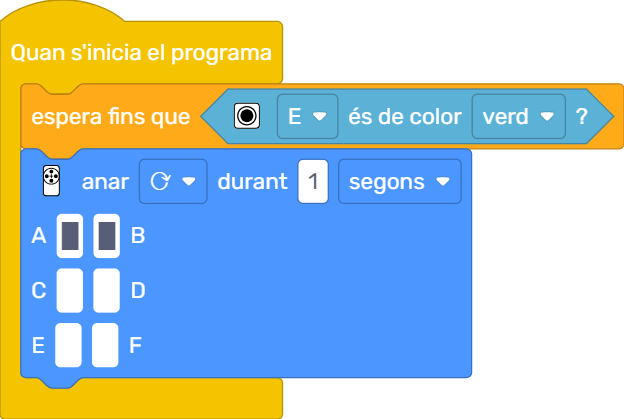 Quan s'inicia el programa
espera fins que E és de color verd ?
anar durant 1 segons
A B
C D
E F